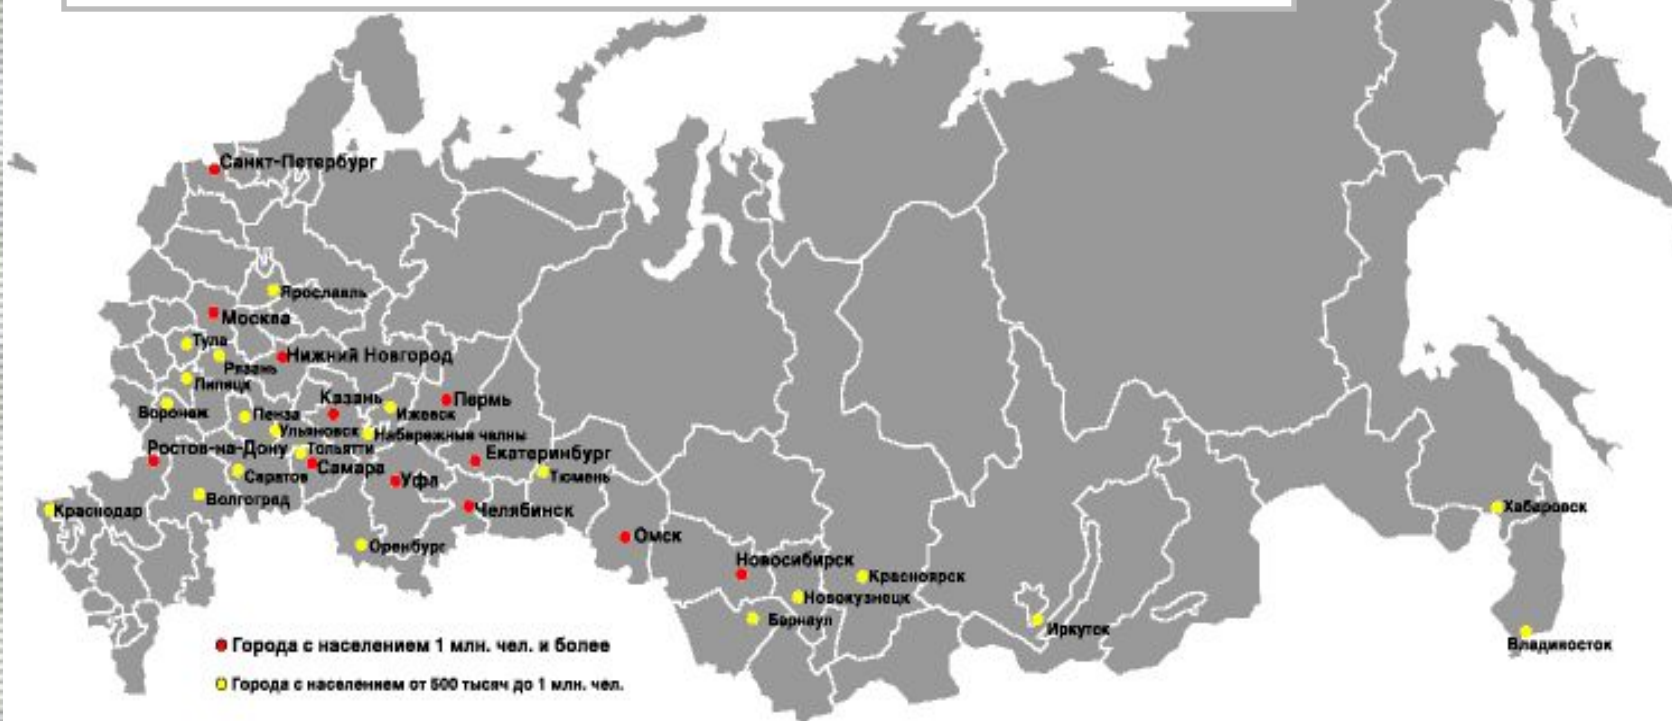 Санкт-Петербург
Ярославль
Москва
Тула
Нижний Новгород
Рязань
Липецк
Казань
Пермь
Ижевск
Воронеж
Пенза
Ульяновск
Набережные челны
Ростов-на-Дону
Тольятти
Екатеринбург
Самара
Саратов
Уфа
Тюмень
Волгоград
Краснодар
Челябинск
Хабаровск
Омск
Оренбург
Новосибирск
Красноярск
Новокузнецк
Барнаул
Иркутск
Владивосток
Города с населением 1 млн. чел. и более
Города с населением от 500 тысяч до 1 млн. чел.